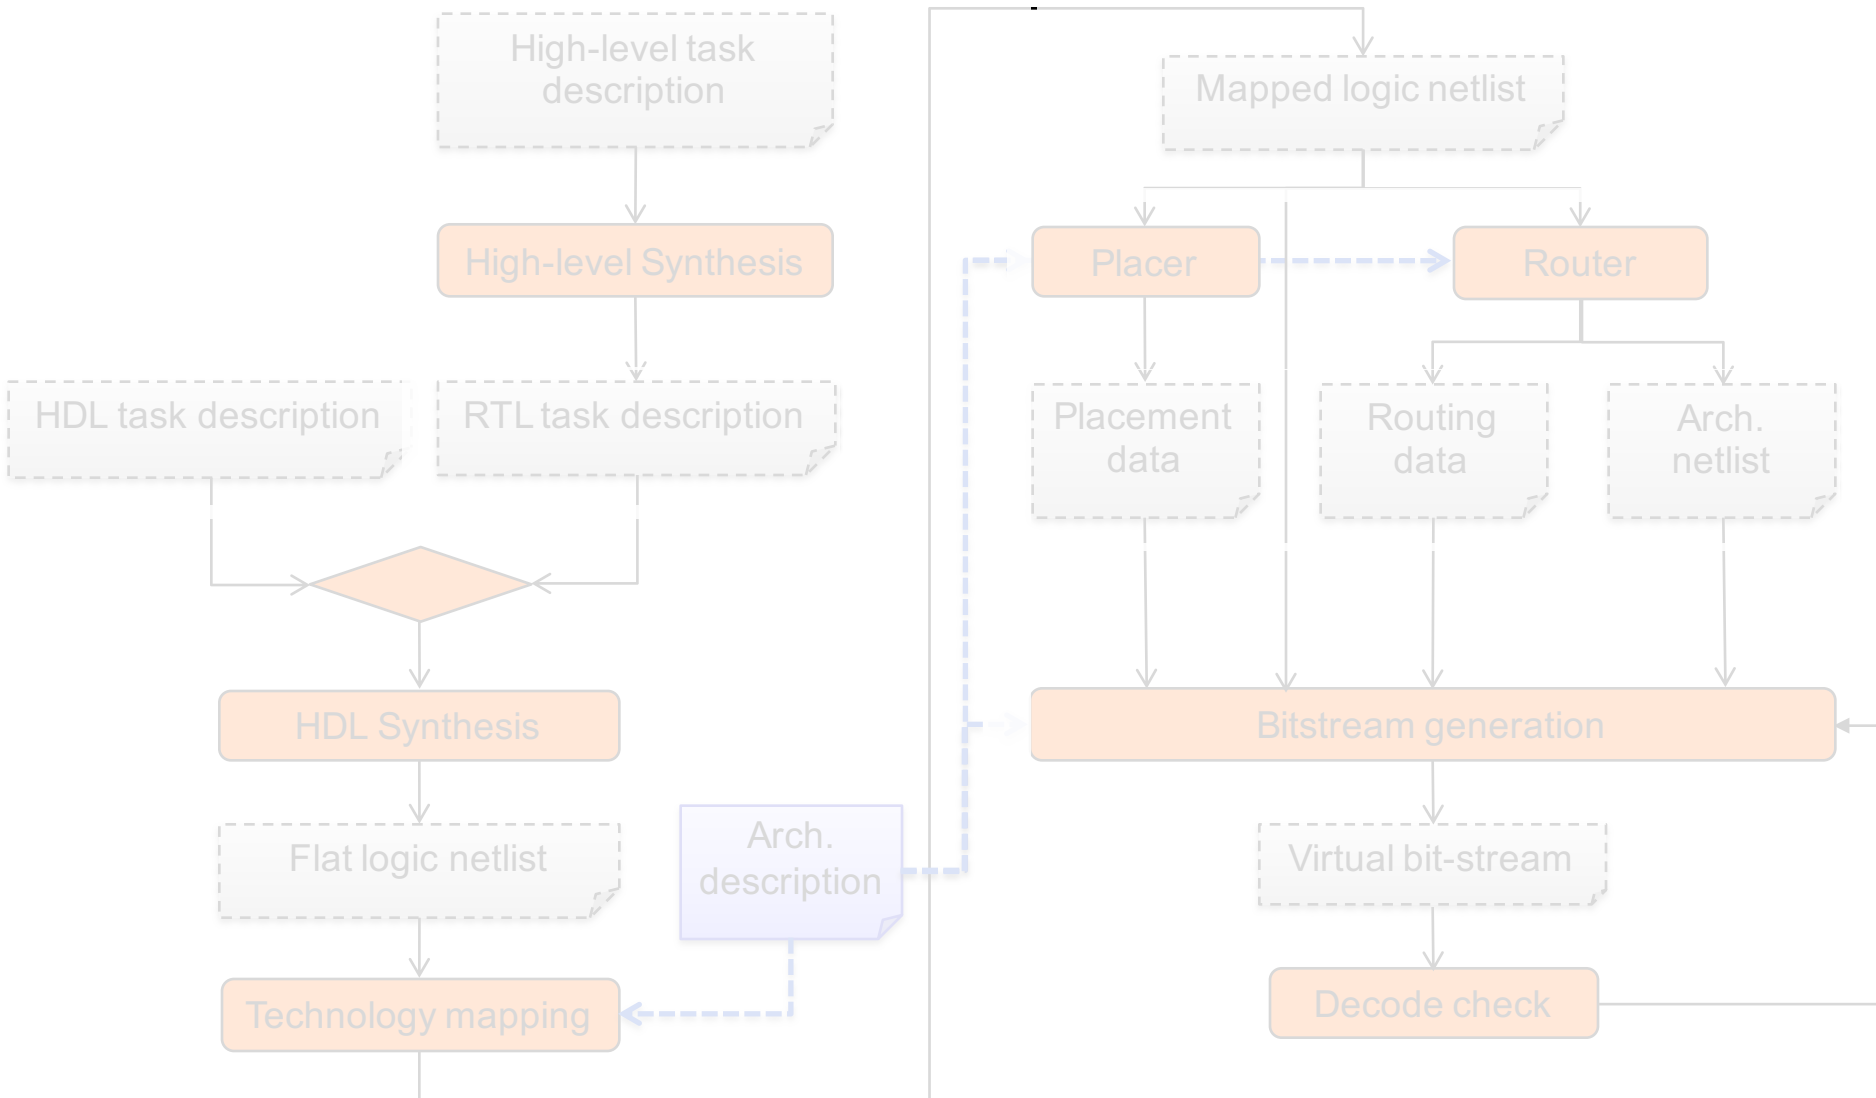 High-level task
description
High-level Synthesis
HDL task description
RTL task description
HDL Synthesis
Flat logic netlist
Arch.
description
Technology mapping
Mapped logic netlist
Placer
Router
Placement
data
Routing
data
Arch.
netlist
Bitstream generation
Virtual bit-stream
Decode check